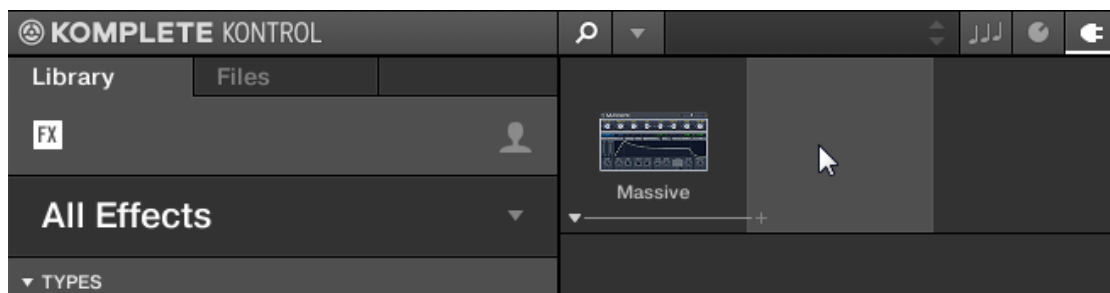 KOMPLETE KONTROL
Library Files
FX
All Effects
TYPES
Massive